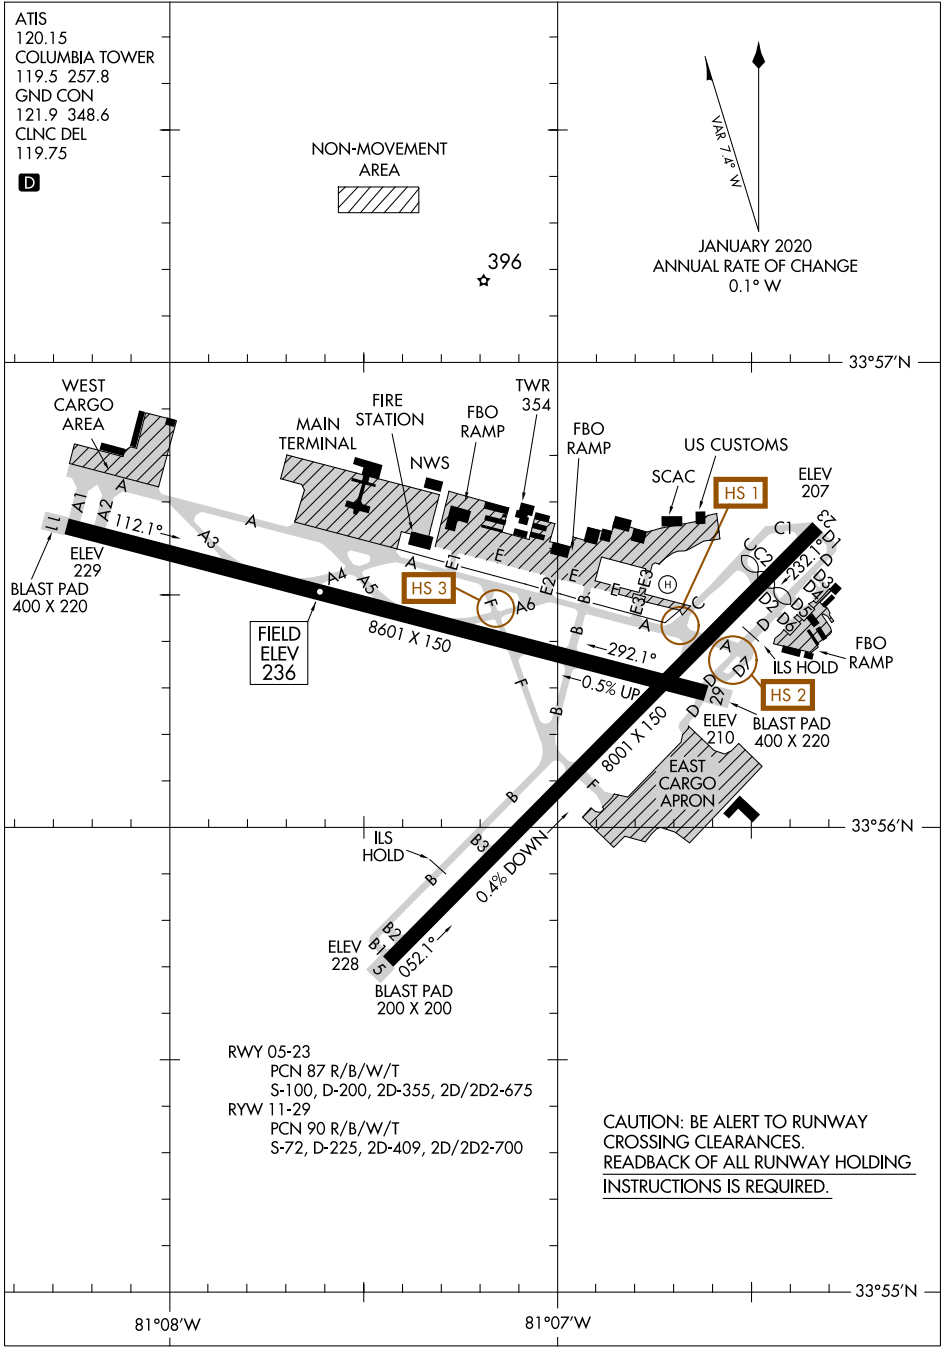 ATIS
120.15
COLUMBIA TOWER
119.5 257.8
GND CON
121.9 348.6
CLNC DEL
119.75
D
NON-MOVEMENT
AREA
396
VAR 7.4° W
JANUARY 2020
ANNUAL RATE OF CHANGE
0.1° W
33°57'N
WEST
CARGO
AREA
MAIN
TERMINAL
FIRE
STATION
NWS
FBO
RAMP
TWR
354
FBO
RAMP
US CUSTOMS
SCAC
HS 1
ELEV
207
23
A1
A2
A
A
A3
112.1°
11
ELEV
229
BLAST PAD
400 X 220
A4
A5
A
HS 3
E1
E
E2
E
E
E3
E3
H
F
A6
B
A
C
C
C2
C1
D1
D
D3
D4
D5
D6
D2
D
232.1°
FBO
RAMP
ILS HOLD
A
D7
D
D
HS 2
FIELD
ELEV
236
8601 X 150
292.1°
0.5% UP
29
ELEV
210
BLAST PAD
400 X 220
F
B
8001 X 150
EAST
CARGO
APRON
F
B
33°56'N
ILS
HOLD
B3
B
0.4% DOWN
B2
B1
5
052.1°
ELEV
228
BLAST PAD
200 X 200
RWY 05-23
PCN 87 R/B/W/T
S-100, D-200, 2D-355, 2D/2D2-675
RYW 11-29
PCN 90 R/B/W/T
S-72, D-225, 2D-409, 2D/2D2-700
CAUTION: BE ALERT TO RUNWAY
CROSSING CLEARANCES.
READBACK OF ALL RUNWAY HOLDING
INSTRUCTIONS IS REQUIRED.
33°55'N
81°08'W
81°07'W